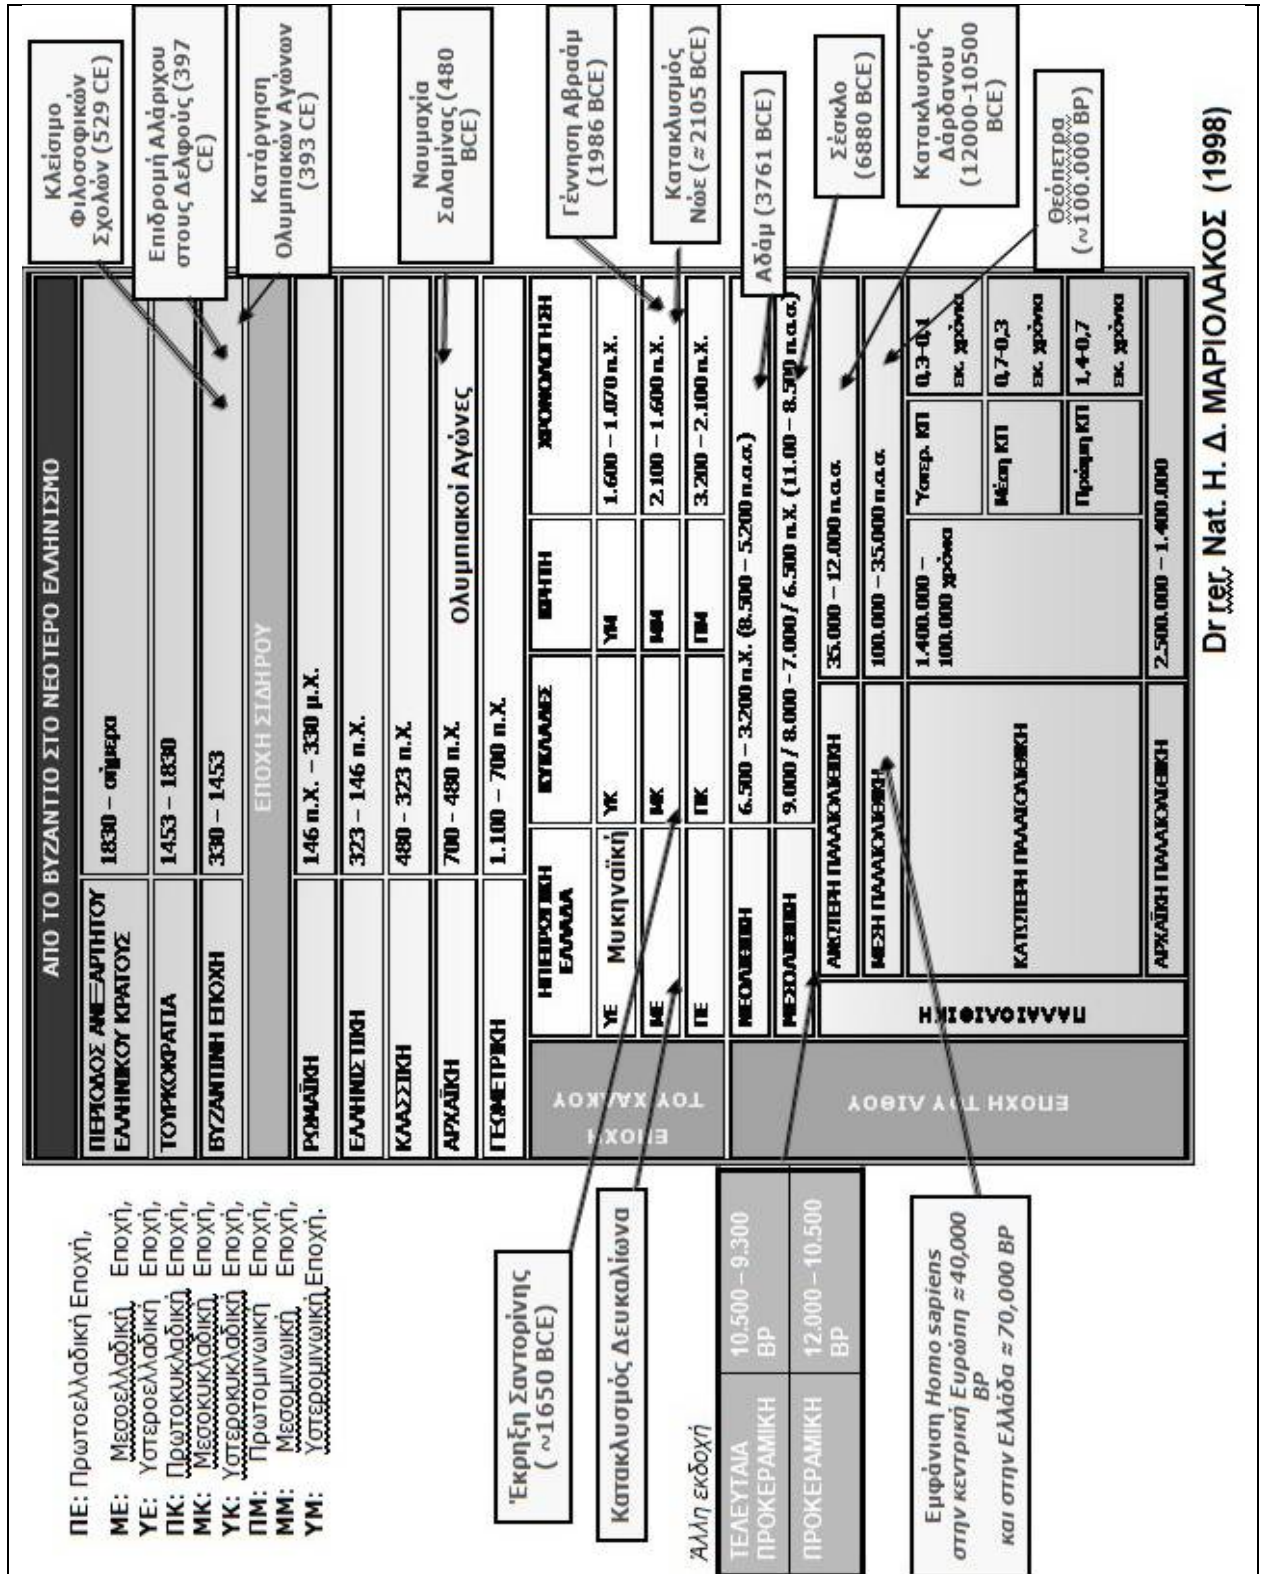 Κλείσιμο
Φιλοσοφικών
Σχολών (529 CE)
Επιδρομή Αλάριχου
στους Δελφούς (397
CE)
Κατάργηση
Ολυμπιακών Αγώνων
(393 CE)
Ναυμαχία
Σαλαμίνας (480
BCE)
Γέννηση Αβραάμ
(1986 BCE)
Κατακλυσμός
Νώε (≈2105 BCE)
Αδάμ (3761 BCE)
Σέσκλο
(6880 BCE)
Κατακλυσμός
Δάρδανου
(12000-10500
BCE)
Θεόπετρα
(~100.000 BP)
ΑΠΟ ΤΟ ΒΥΖΑΝΤΙΟ ΣΤΟ ΝΕΟΤΕΡΟ ΕΛΛΗΝΙΣΜΟ
ΠΕΡΙΟΔΟΣ ΑΝΕΞΑΡΤΗΤΟΥ
ΕΛΛΗΝΙΚΟΥ ΚΡΑΤΟΥΣ
1830 – σήμερα
ΤΟΥΡΚΟΚΡΑΤΙΑ
1453 – 1830
ΒΥΖΑΝΤΙΝΗ ΕΠΟΧΗ
330 – 1453
ΕΠΟΧΗ ΣΙΔΗΡΟΥ
ΡΩΜΑΪΚΗ
146 π.Χ. – 330 μ.Χ.
ΕΛΛΗΝΙΣΤΙΚΗ
323 – 146 π.Χ.
ΚΛΑΣΣΙΚΗ
480 – 323 π.Χ.
ΑΡΧΑΪΚΗ
700 – 480 π.Χ.
Ολυμπιακοί Αγώνες
ΓΕΩΜΕΤΡΙΚΗ
1.100 – 700 π.Χ.
ΕΠΟΧΗ
ΤΟΥ ΧΑΛΚΟΥ
ΗΠΕΙΡΩΤΙΚΗ
ΕΛΛΑΔΑ
ΚΥΚΛΑΔΕΣ
ΚΡΗΤΗ
ΧΡΟΝΟΛΟΓΗΣΗ
ΥΕ
Μυκηναϊκή
ΥΚ
ΥΜ
1.600 – 1.070 π.Χ.
ΜΕ
ΜΚ
ΜΜ
2.100 – 1.600 π.Χ.
ΠΕ
ΠΚ
ΠΜ
3.200 – 2.100 π.Χ.
ΕΠΟΧΗ ΤΟΥ ΛΙΘΟΥ
ΝΕΟΛΙΘΙΚΗ
6.500 – 3.200 π.Χ. (8.500 – 5.200 π.α.σ.)
ΜΕΣΟΛΙΘΙΚΗ
9.000 / 8.000 – 7.000 / 6.500 π.Χ. (11.00 – 8.500 π.α.σ.)
ΠΑΛΑΙΟΛΙΘΙΚΗ
ΑΝΩΤΕΡΗ ΠΑΛΑΙΟΛΙΘΙΚΗ
35.000 – 12.000 π.α.σ.
ΜΕΣΗ ΠΑΛΑΙΟΛΙΘΙΚΗ
100.000 – 35.000 π.α.σ.
ΚΑΤΩΤΕΡΗ ΠΑΛΑΙΟΛΙΘΙΚΗ
1.400.000 –
100.000 χρόνια
Ύστερ. ΚΠ
0,3-0,1
εκ. χρόνια
Μέση ΚΠ
0,7-0,3
εκ. χρόνια
Πρώιμη ΚΠ
1,4-0,7
εκ. χρόνια
ΑΡΧΑΪΚΗ ΠΑΛΑΙΟΛΙΘΙΚΗ
2.500.000 – 1.400.000
ΠΕ: Πρωτοελλαδική Εποχή,
ΜΕ: Μεσοελλαδική Εποχή,
ΥΕ: Υστεροελλαδική Εποχή,
ΠΚ: Πρωτοκυκλαδική Εποχή,
ΜΚ: Μεσοκυκλαδική Εποχή,
ΥΚ: Υστεροκυκλαδική Εποχή,
ΠΜ: Πρωτομινωική Εποχή,
ΜΜ: Μεσομινωική Εποχή,
ΥΜ: Υστερομινωική Εποχή.
Έκρηξη Σαντορίνης
( ~1650 BCE)
Κατακλυσμός Δευκαλίωνα
Άλλη εκδοχή
ΤΕΛΕΥΤΑΙΑ
ΠΡΟΚΕΡΑΜΙΚΗ
10.500 – 9.300
BP
ΠΡΟΚΕΡΑΜΙΚΗ
12.000 – 10.500
BP
Εμφάνιση Homo sapiens
στην κεντρική Ευρώπη ≈ 40,000
BP
και στην Ελλάδα ≈ 70,000 BP
Dr rer. Nat. Η. Δ. ΜΑΡΙΟΛΑΚΟΣ (1998)